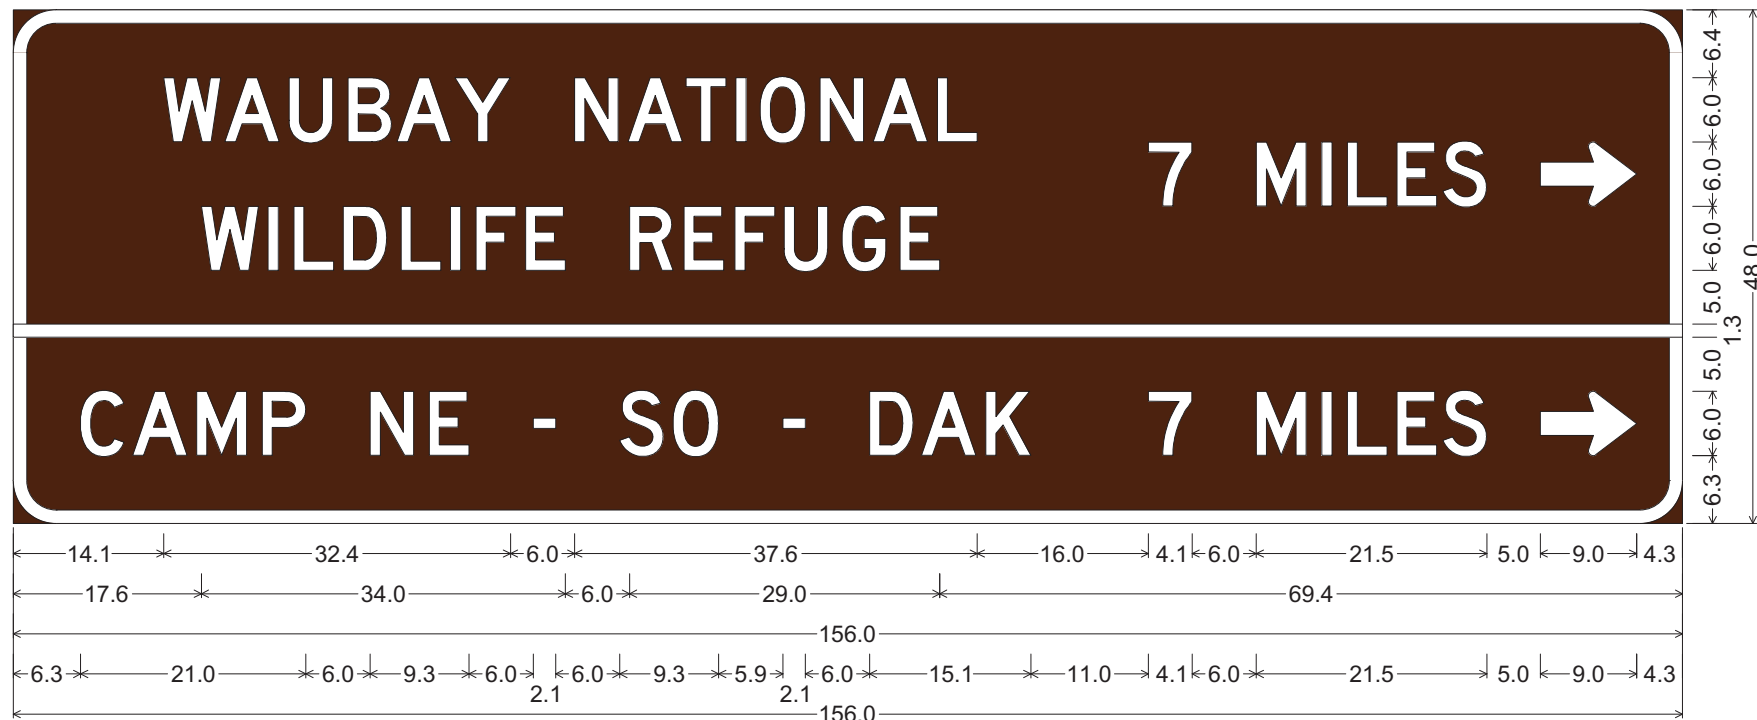 WAUBAY NATIONAL
WILDLIFE REFUGE
7 MILES
CAMP NE - SO - DAK 7 MILES
6.4
6.0
6.0
6.0
5.0
1.3
5.0
6.0
6.3
48.0
14.1 32.4 6.0 37.6 16.0 4.1 6.0 21.5 5.0 9.0 4.3
17.6 34.0 6.0 29.0 69.4
156.0
6.3 21.0 6.0 9.3 6.0 2.1 6.0 9.3 5.9 2.1 6.0 15.1 11.0 4.1 6.0 21.5 5.0 9.0 4.3
156.0